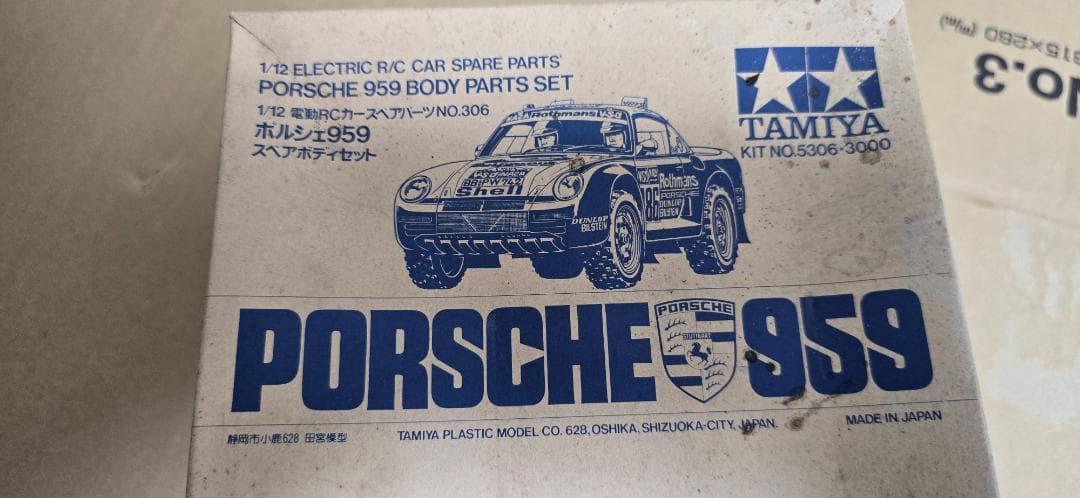 1/12 ELECTRIC R/C CAR SPARE PARTS
PORSCHE 959 BODY PARTS SET
1/12 電動RCカースペアパーツNO.306
ポルシェ959
スペアボディセット
TAMIYA
KIT NO.5306-3000
Rothmans
Shell
86
Rothmans
PORSCHE
DUNLOP
BILSTEIN
DUNLOP
BILSTEIN
PORSCHE
PORSCHE
STUTTGART
959
静岡市小鹿628 田宮模型
TAMIYA PLASTIC MODEL CO. 628, OSHIKA, SHIZUOKA-CITY, JAPAN.
MADE IN JAPAN
315×280 (m/m)
No.3